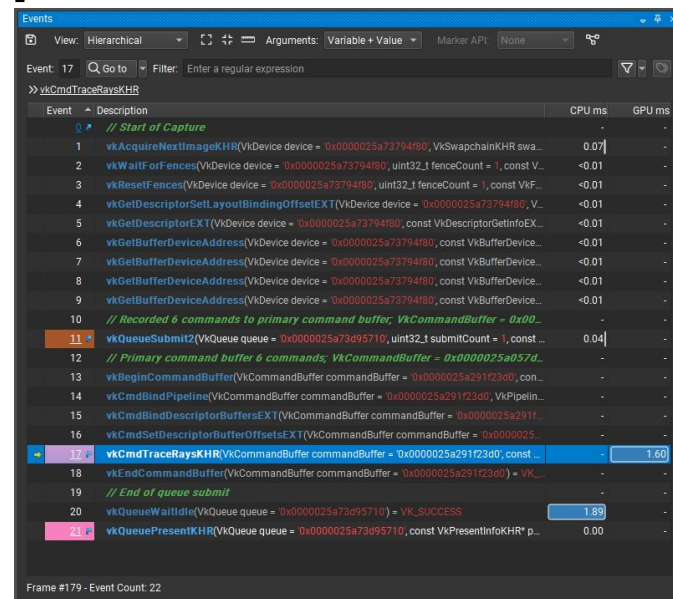 Events
View: Hierarchical Arguments: Variable + Value Marker API: None
Event: 17 Go to Filter: Enter a regular expression
vkCmdTraceRaysKHR
Event Description CPU ms GPU ms
0 // Start of Capture - -
1 vkAcquireNextImageKHR(VkDevice device = '0x0000025a73794f80', VkSwapchainKHR swa... 0.07 -
2 vkWaitForFences(VkDevice device = '0x0000025a73794f80', uint32_t fenceCount = 1, const V... <0.01 -
3 vkResetFences(VkDevice device = '0x0000025a73794f80', uint32_t fenceCount = 1, const VkF... <0.01 -
4 vkGetDescriptorSetLayoutBindingOffsetEXT(VkDevice device = '0x0000025a73794f80', V... <0.01 -
5 vkGetDescriptorEXT(VkDevice device = '0x0000025a73794f80', const VkDescriptorGetInfoEX... <0.01 -
6 vkGetBufferDeviceAddress(VkDevice device = '0x0000025a73794f80', const VkBufferDevice... <0.01 -
7 vkGetBufferDeviceAddress(VkDevice device = '0x0000025a73794f80', const VkBufferDevice... <0.01 -
8 vkGetBufferDeviceAddress(VkDevice device = '0x0000025a73794f80', const VkBufferDevice... <0.01 -
9 vkGetBufferDeviceAddress(VkDevice device = '0x0000025a73794f80', const VkBufferDevice... <0.01 -
10 // Recorded 6 commands to primary command buffer; VkCommandBuffer = 0x00... - -
11 vkQueueSubmit2(VkQueue queue = '0x0000025a73d95710', uint32_t submitCount = 1, const ... 0.04 -
12 // Primary command buffer 6 commands; VkCommandBuffer = 0x0000025a057d... - -
13 vkBeginCommandBuffer(VkCommandBuffer commandBuffer = '0x0000025a291f23d0', con... - -
14 vkCmdBindPipeline(VkCommandBuffer commandBuffer = '0x0000025a291f23d0', VkPipelin... - -
15 vkCmdBindDescriptorBuffersEXT(VkCommandBuffer commandBuffer = '0x0000025a291f... - -
16 vkCmdSetDescriptorBufferOffsetsEXT(VkCommandBuffer commandBuffer = '0x0000025... - -
17 vkCmdTraceRaysKHR(VkCommandBuffer commandBuffer = '0x0000025a291f23d0', const ... - 1.60
18 vkEndCommandBuffer(VkCommandBuffer commandBuffer = '0x0000025a291f23d0') = VK_... - -
19 // End of queue submit - -
20 vkQueueWaitIdle(VkQueue queue = '0x0000025a73d95710') = VK_SUCCESS 1.89 -
21 vkQueuePresentKHR(VkQueue queue = '0x0000025a73d95710', const VkPresentInfoKHR* p... 0.00 -
Frame #179 - Event Count: 22